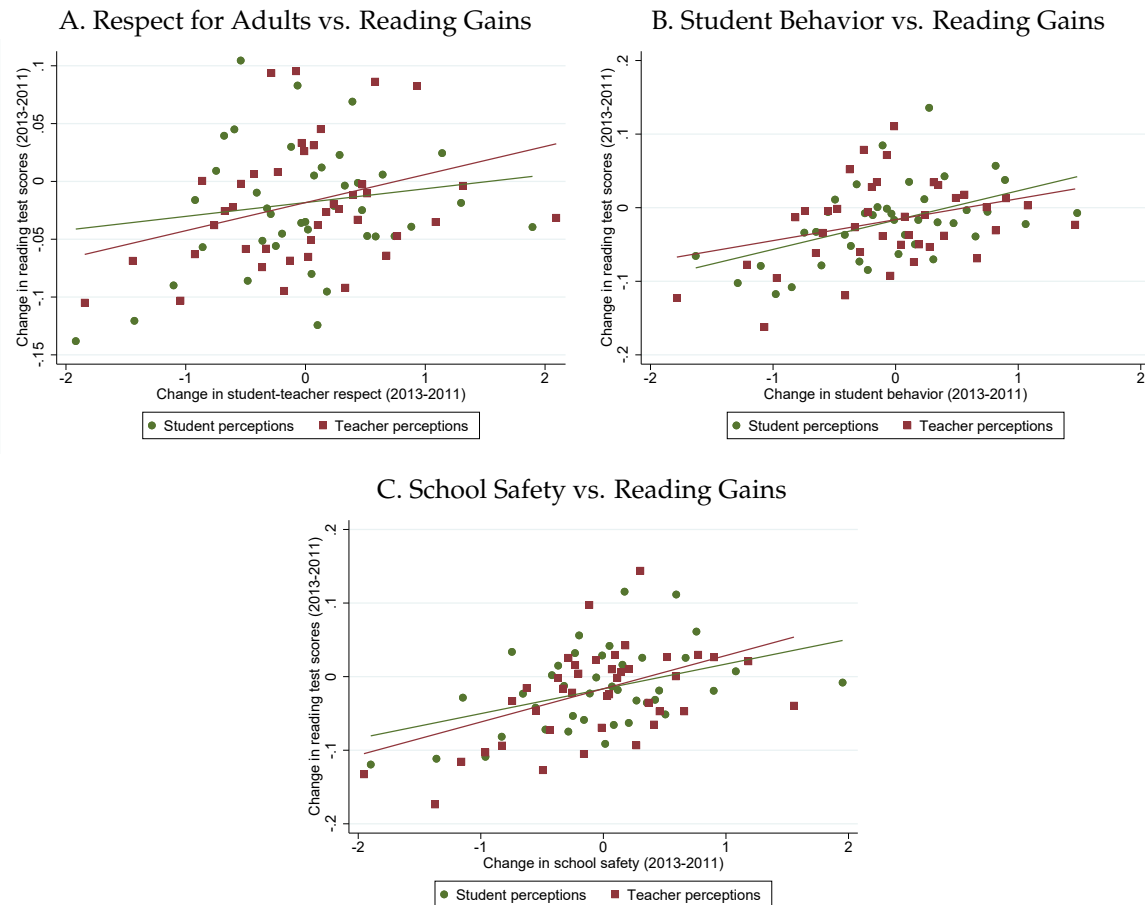 A. Respect for Adults vs. Reading Gains
Change in reading test scores (2013-2011)
.1
.05
0
-.05
-.1
-.15
-2
-1
0
1
2
Change in student-teacher respect (2013-2011)
Student perceptions
Teacher perceptions
B. Student Behavior vs. Reading Gains
Change in reading test scores (2013-2011)
.2
.1
0
-.1
-.2
-2
-1
0
1
2
Change in student behavior (2013-2011)
Student perceptions
Teacher perceptions
C. School Safety vs. Reading Gains
Change in reading test scores (2013-2011)
.2
.1
0
-.1
-.2
-2
-1
0
1
2
Change in school safety (2013-2011)
Student perceptions
Teacher perceptions